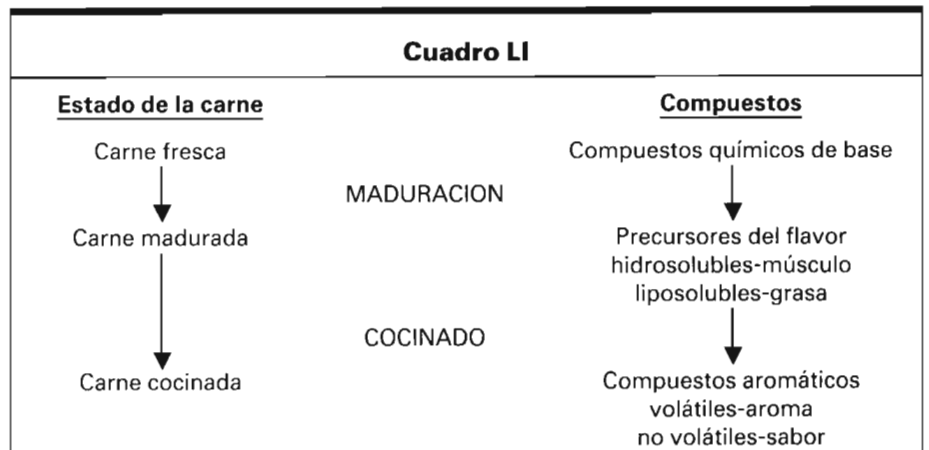 Cuadro LI
Estado de la carne
Compuestos
Carne fresca
Compuestos químicos de base
MADURACION
Carne madurada
Precursores del flavor
hidrosolubles-músculo
liposolubles-grasa
COCINADO
Carne cocinada
Compuestos aromáticos
volátiles-aroma
no volátiles-sabor